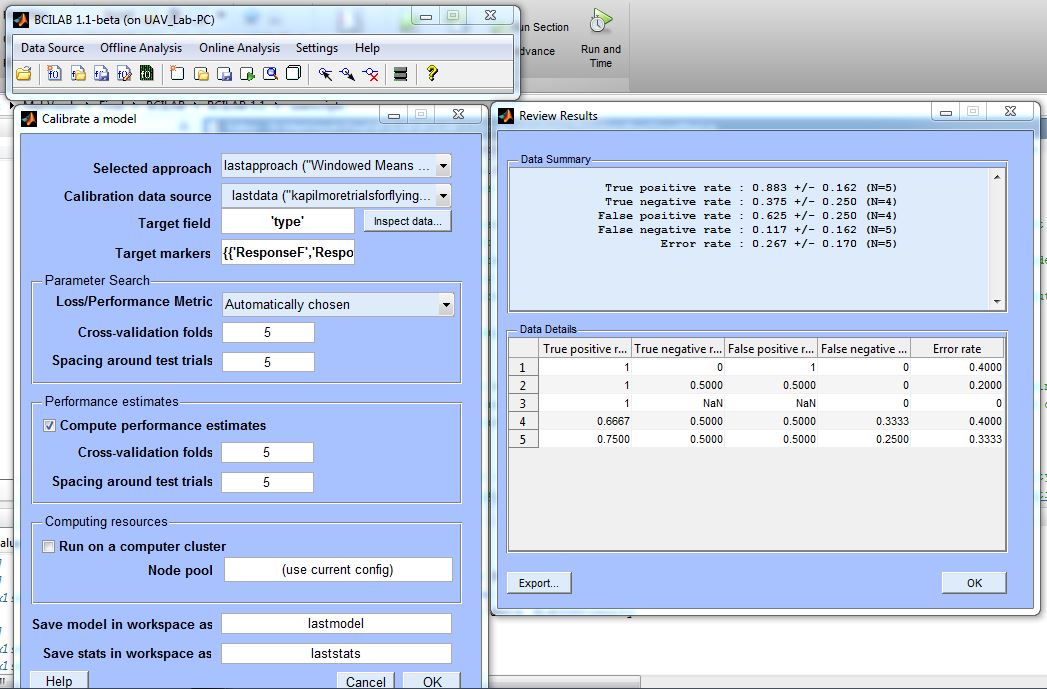 BCILAB 1.1-beta (on UAV_Lab-PC)
Data Source Offline Analysis Online Analysis Settings Help
un Section
dvance
Run and
Time
Calibrate a model
Selected approach lastapproach ("Windowed Means ...
Calibration data source lastdata ("kapilmoretrialsforflying...
Target field 'type' Inspect data...
Target markers {{'ResponseF','Respo
Parameter Search
Loss/Performance Metric Automatically chosen
Cross-validation folds 5
Spacing around test trials 5
Performance estimates
Compute performance estimates
Cross-validation folds 5
Spacing around test trials 5
Computing resources
Run on a computer cluster
Node pool (use current config)
Save model in workspace as lastmodel
Save stats in workspace as laststats
Help Cancel OK
Review Results
Data Summary
True positive rate : 0.883 +/- 0.162 (N=5)
True negative rate : 0.375 +/- 0.250 (N=4)
False positive rate : 0.625 +/- 0.250 (N=4)
False negative rate : 0.117 +/- 0.162 (N=5)
Error rate : 0.267 +/- 0.170 (N=5)
Data Details
True positive r... True negative r... False positive r... False negative ... Error rate
1 1 0 1 0 0.4000
2 1 0.5000 0.5000 0 0.2000
3 1 NaN NaN 0 0
4 0.6667 0.5000 0.5000 0.3333 0.4000
5 0.7500 0.5000 0.5000 0.2500 0.3333
Export... OK